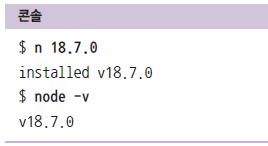 콘솔
$ n 18.7.0
installed v18.7.0
$ node -v
v18.7.0